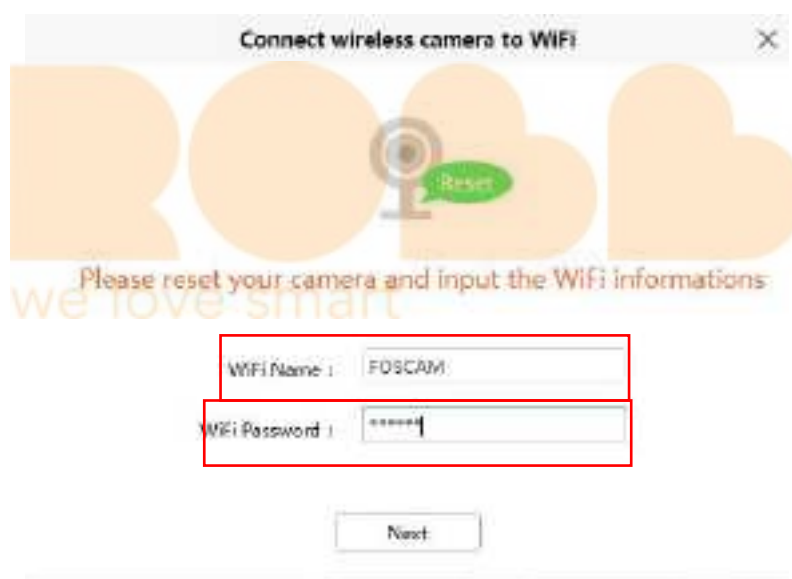 Connect wireless camera to WiFi
Reset
Please reset your camera and input the WiFi informations
we love smart
WiFi Name :
FOSCAM
WiFi Password :
******
Next